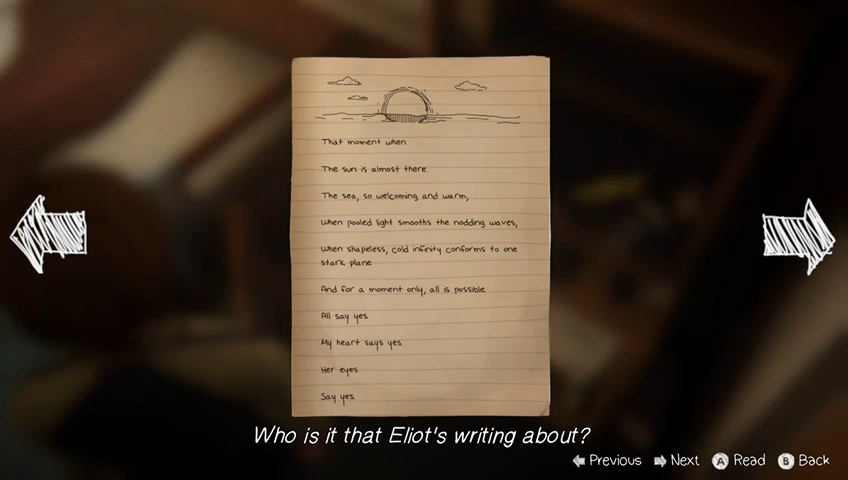 That moment when
The sun is almost there
The sea, so welcoming and warm,
When pooled light smooths the nodding waves,
When shapeless, cold infinity conforms to one
stark plane
And for a moment only, all is possible
All say yes.
My heart says yes.
Her eyes
Say yes.
Who is it that Eliot's writing about?
Previous Next A Read B Back